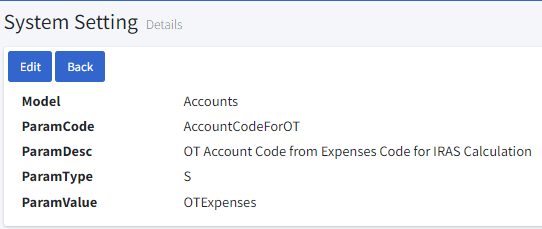 System Setting Details
Edit Back
Model Accounts
ParamCode AccountCodeForOT
ParamDesc OT Account Code from Expenses Code for IRAS Calculation
ParamType S
ParamValue OTExpenses